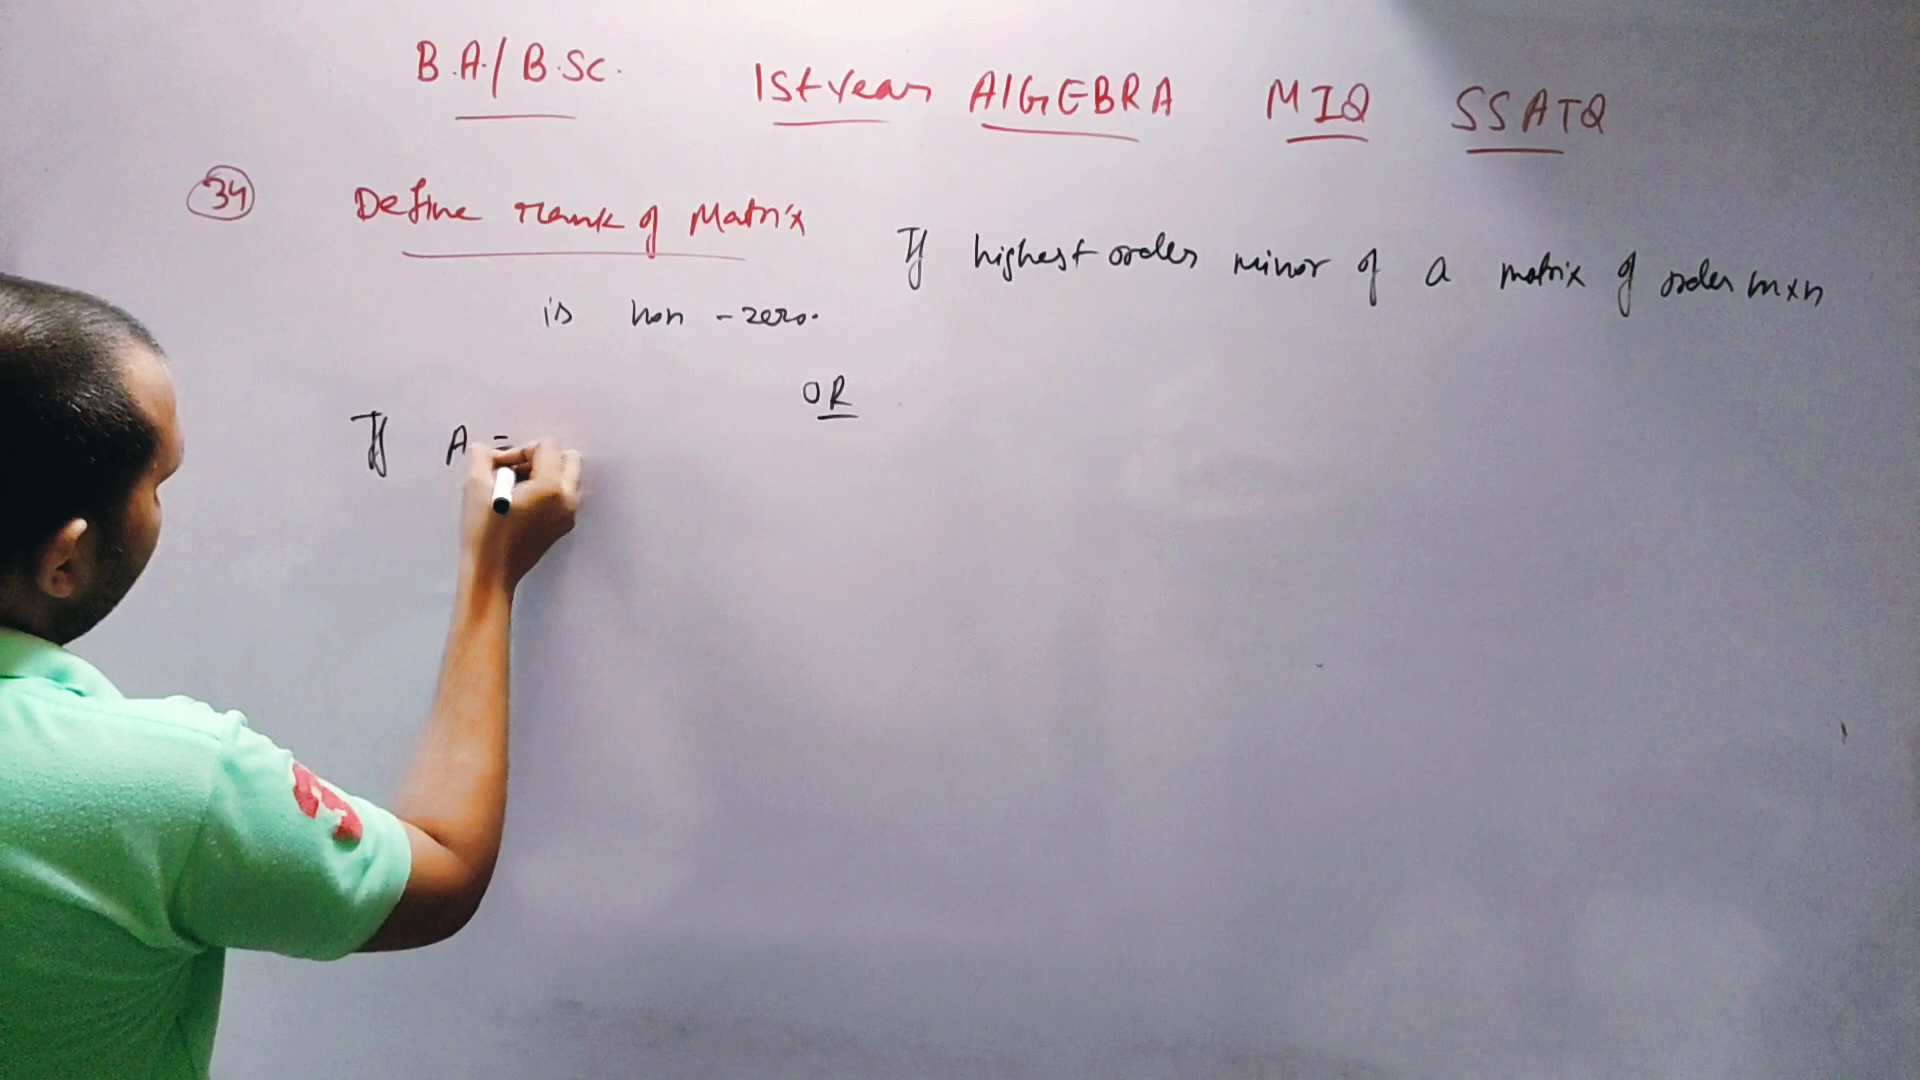 B.A./B.Sc. 1st year AlGEBRA MIQ SSATQ
34 Define rank of Matrix
If highest order minor of a matrix of order mxn
is non-zero.
OR
If A =